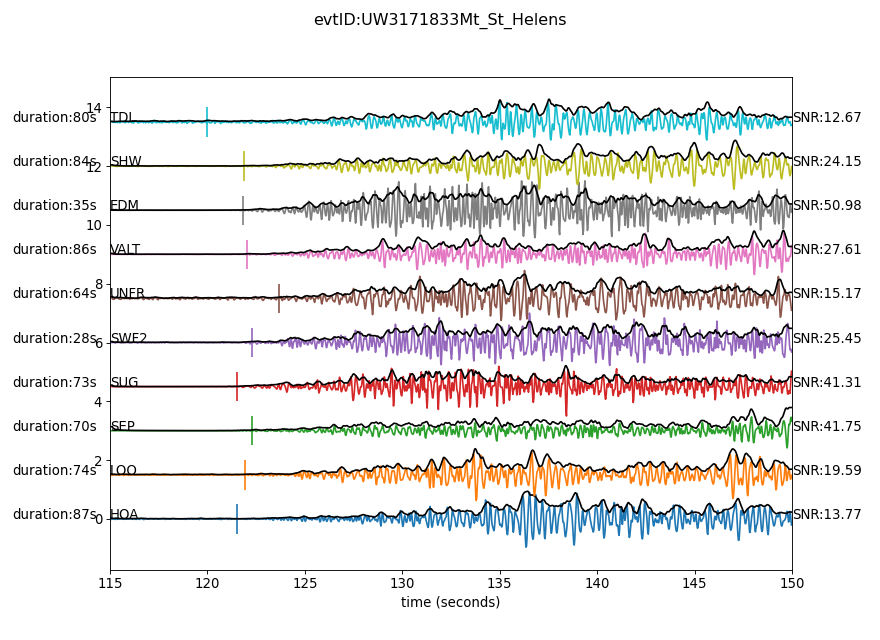 evtID:UW3171833Mt_St_Helens
14
duration:80s TDL SNR:12.67
duration:84s SHW SNR:24.15
12
duration:35s EDM SNR:50.98
10
duration:86s VALT SNR:27.61
8
duration:64s UNFR SNR:15.17
duration:28s SWF2 SNR:25.45
6
duration:73s SUG SNR:41.31
4
duration:70s SEP SNR:41.75
2
duration:74s LOO SNR:19.59
duration:87s HOA SNR:13.77
0
115 120 125 130 135 140 145 150
time (seconds)